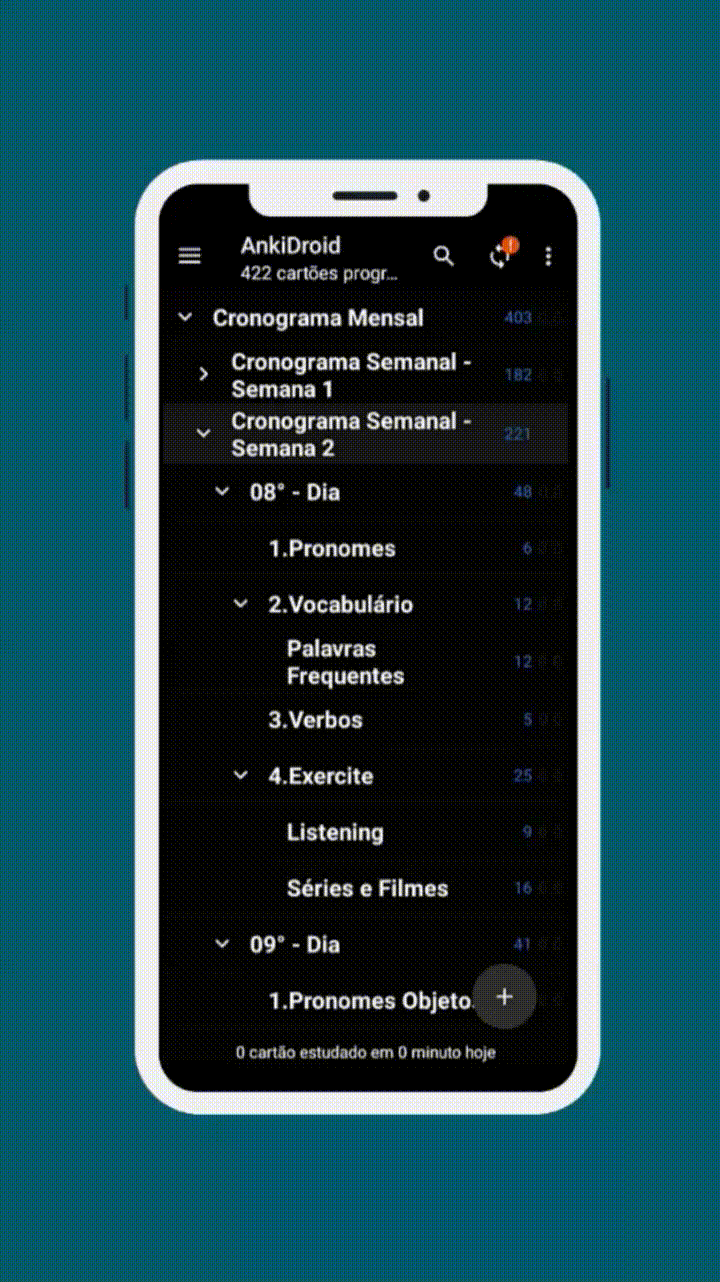 AnkiDroid
422 cartões progr...
Cronograma Mensal 403
Cronograma Semanal -
Semana 1 182
Cronograma Semanal -
Semana 2 221
08° - Dia 48
1.Pronomes 6
2.Vocabulário 12
Palavras
Frequentes 12
3.Verbos 5
4.Exercite 25
Listening 9
Séries e Filmes 16
09° - Dia 41
1.Pronomes Objeto
0 cartão estudado em 0 minuto hoje